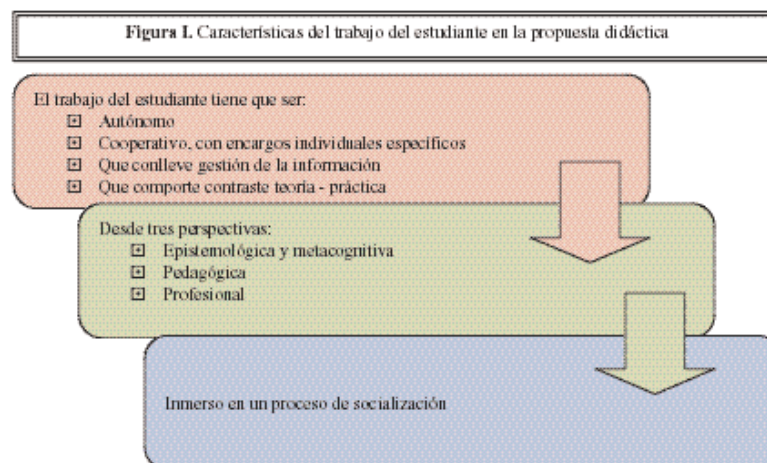 Figura I. Características del trabajo del estudiante en la propuesta didáctica
El trabajo del estudiante tiene que ser:
Autónomo
Cooperativo, con encargos individuales específicos
Que conlleve gestión de la información
Que comporte contraste teoría - práctica
Desde tres perspectivas:
Epistemológica y metacognitiva
Pedagógica
Profesional
Inmerso en un proceso de socialización